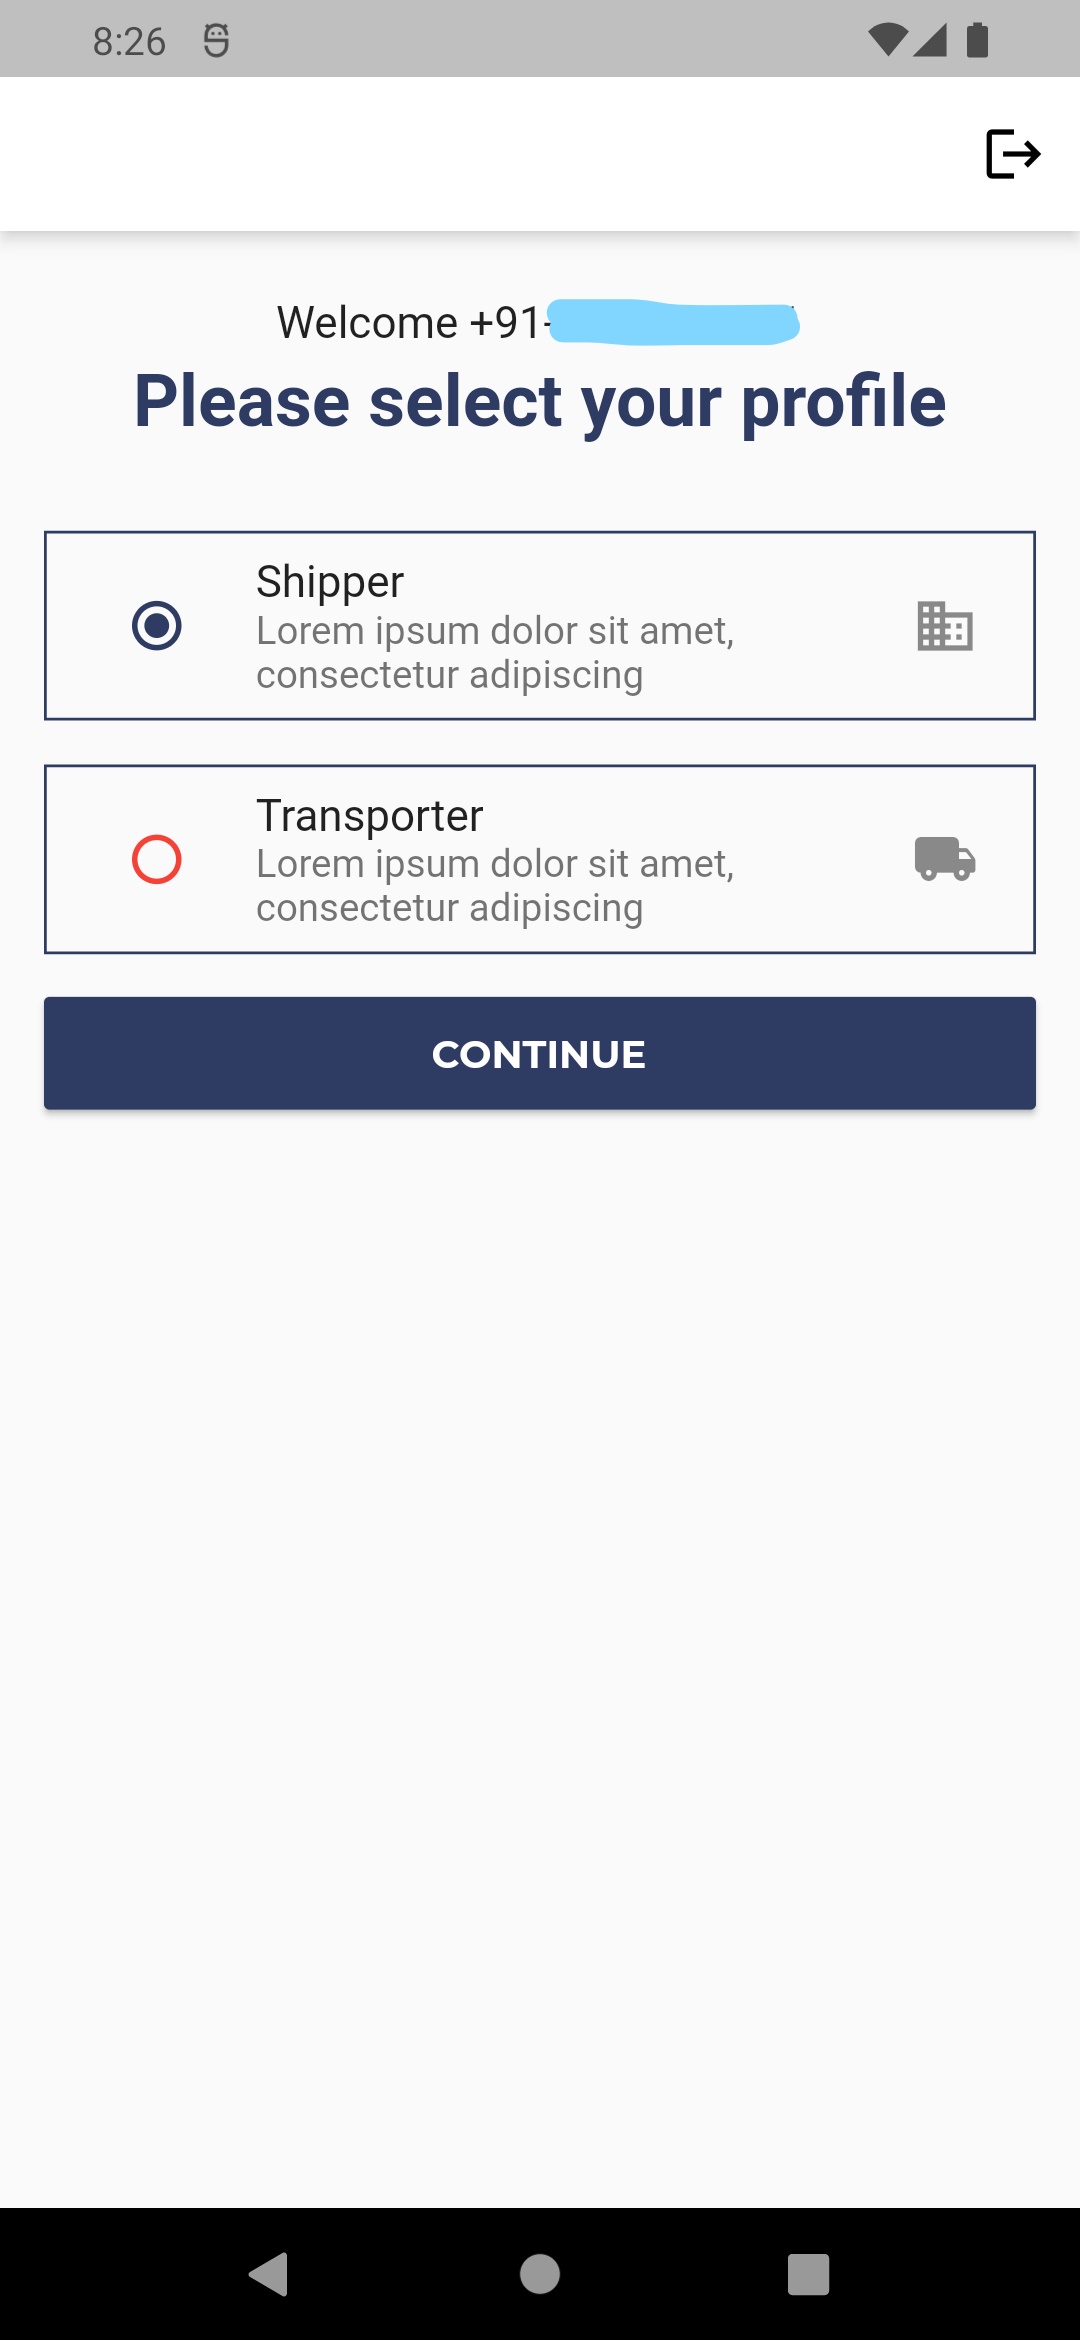 8:26
Welcome +91-
Please select your profile
Shipper
Lorem ipsum dolor sit amet,
consectetur adipiscing
Transporter
Lorem ipsum dolor sit amet,
consectetur adipiscing
CONTINUE